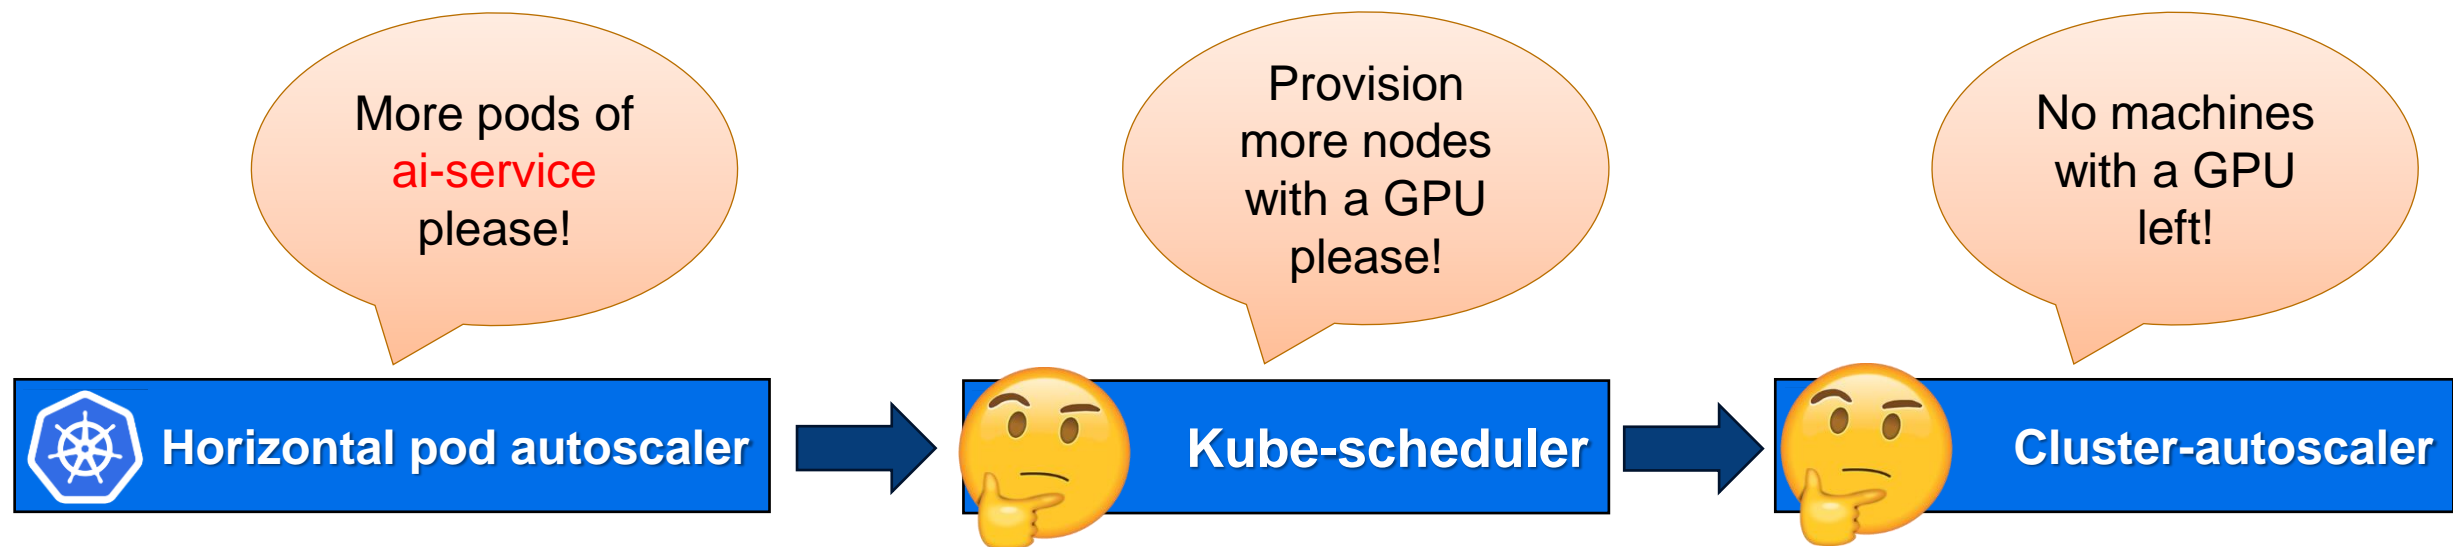 More pods of
ai-service
please!
Provision
more nodes
with a GPU
please!
No machines
with a GPU
left!
Horizontal pod autoscaler
Kube-scheduler
Cluster-autoscaler